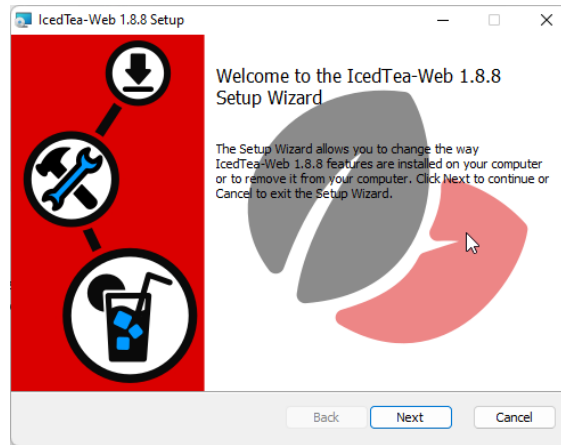 IcedTea-Web 1.8.8 Setup
Welcome to the IcedTea-Web 1.8.8
Setup Wizard
The Setup Wizard allows you to change the way
IcedTea-Web 1.8.8 features are installed on your computer
or to remove it from your computer. Click Next to continue or
Cancel to exit the Setup Wizard.
Back Next Cancel